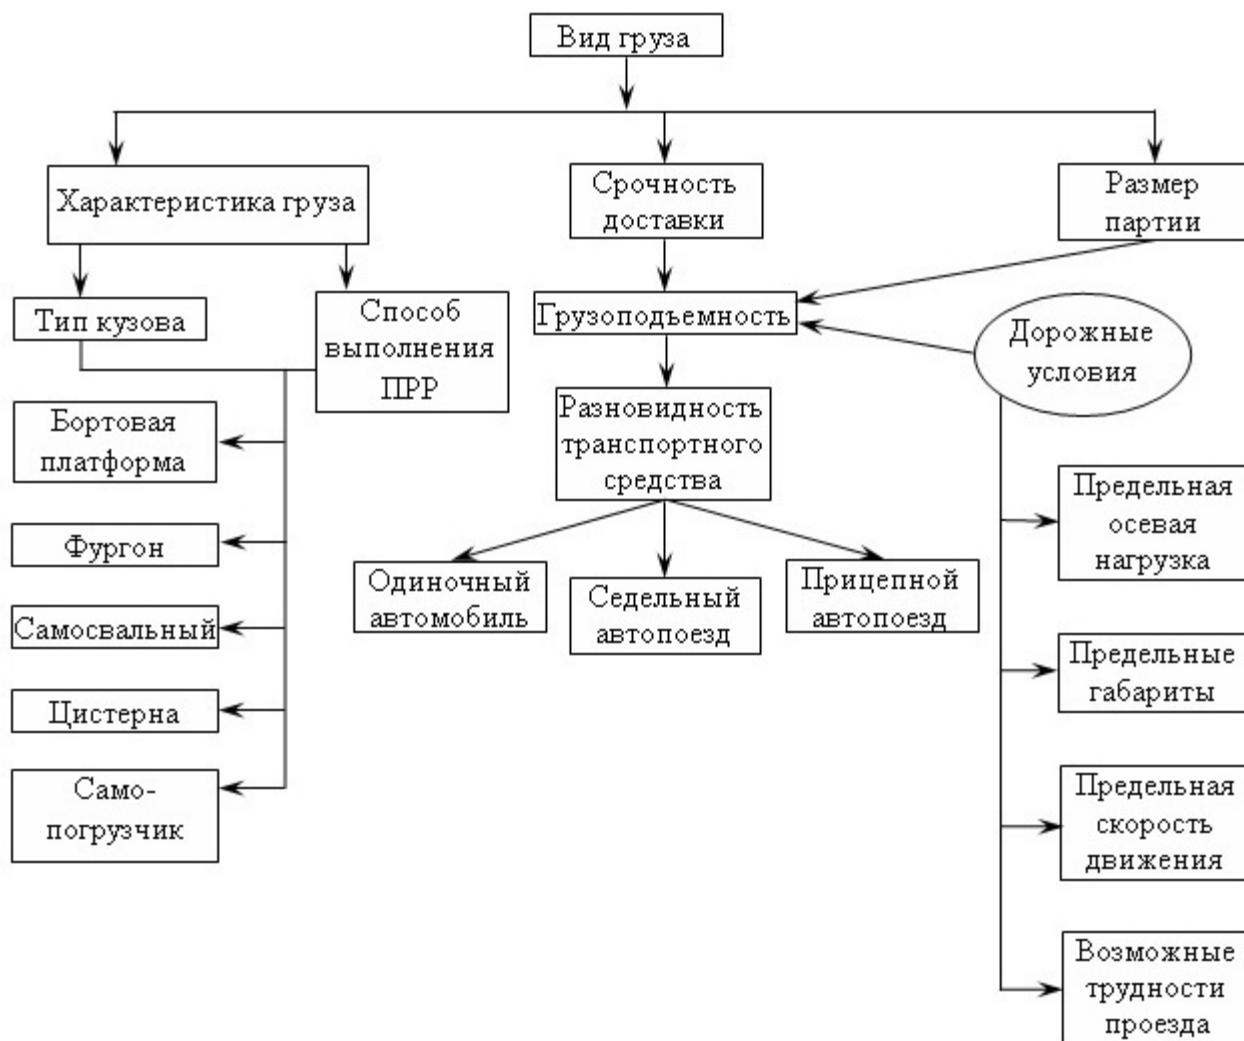 Вид груза
Характеристика груза
Срочность
доставки
Размер
партии
Тип кузова
Способ
выполнения
ПРР
Грузоподъемность
Дорожные
условия
Бортовая
платформа
Разновидность
транспортного
средства
Предельная
осевая
нагрузка
Фургон
Одиночный
автомобиль
Седельный
автопоезд
Прицепной
автопоезд
Самосвальный
Предельные
габариты
Цистерна
Само-
погрузчик
Предельная
скорость
движения
Возможные
трудности
проезда